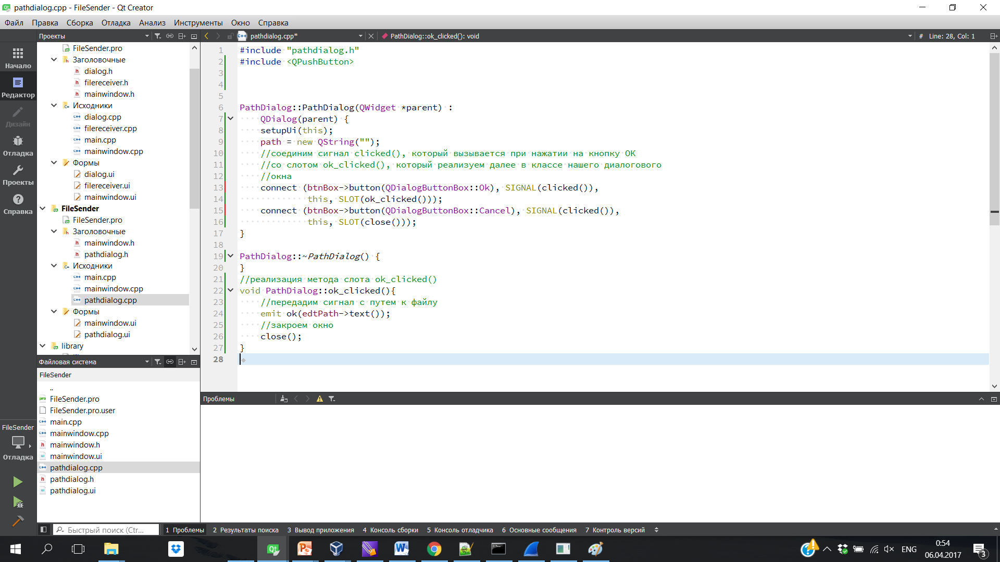 pathdialog.cpp - FileSender - Qt Creator
Файл Правка Сборка Отладка Анализ Инструменты Окно Справка
Проекты
pathdialog.cpp*
PathDialog::ok_clicked(): void
# Line: 28, Col: 1
Начало
Редактор
Дизайн
Отладка
Проекты
Справка
FileSender
Отладка
FileSender.pro
Заголовочные
dialog.h
filereceiver.h
mainwindow.h
Исходники
dialog.cpp
filereceiver.cpp
main.cpp
mainwindow.cpp
Формы
dialog.ui
filereceiver.ui
mainwindow.ui
FileSender
FileSender.pro
Заголовочные
mainwindow.h
pathdialog.h
Исходники
main.cpp
mainwindow.cpp
pathdialog.cpp
Формы
mainwindow.ui
pathdialog.ui
library
Файловая система
FileSender
..
FileSender.pro
FileSender.pro.user
main.cpp
mainwindow.cpp
mainwindow.h
mainwindow.ui
pathdialog.cpp
pathdialog.h
pathdialog.ui
1 #include "pathdialog.h"
2 #include <QPushButton>
3
4
5
6 PathDialog::PathDialog(QWidget *parent) :
7 QDialog(parent) {
8 setupUi(this);
9 path = new QString("");
10 //соединим сигнал clicked(), который вызывается при нажатии на кнопку ОК
11 //со слотом ok_clicked(), который реализуем далее в классе нашего диалогового
12 //окна
13 connect (btnBox->button(QDialogButtonBox::Ok), SIGNAL(clicked()),
14 this, SLOT(ok_clicked()));
15 connect (btnBox->button(QDialogButtonBox::Cancel), SIGNAL(clicked()),
16 this, SLOT(close()));
17 }
18
19 PathDialog::~PathDialog() {
20 }
21 //реализация метода слота ok_clicked()
22 void PathDialog::ok_clicked(){
23 //передадим сигнал с путем к файлу
24 emit ok(edtPath->text());
25 //закроем окно
26 close();
27 }
28
Проблемы
Быстрый поиск (Ctr...
1 Проблемы 2 Результаты поиска 3 Вывод приложения 4 Консоль сборки 5 Консоль отладчика 6 Основные сообщения 7 Контроль версий
ENG
0:54
06.04.2017
3